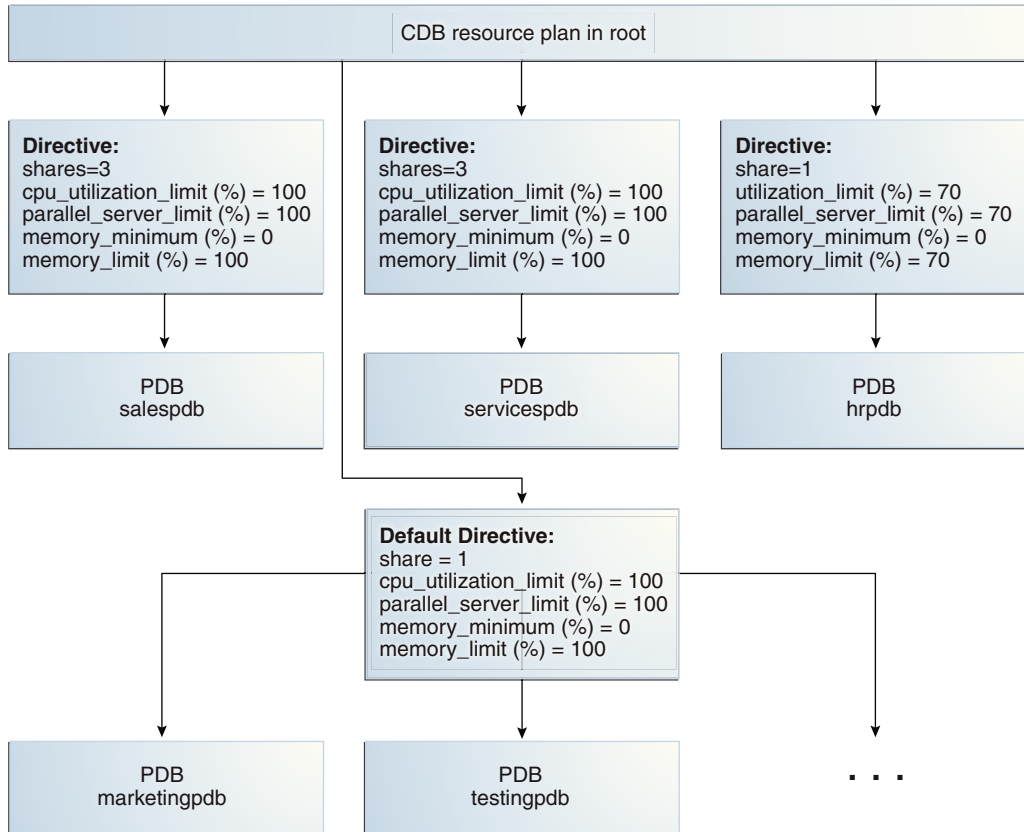 CDB resource plan in root
Directive:
shares=3
cpu_utilization_limit (%) = 100
parallel_server_limit (%) = 100
memory_minimum (%) = 0
memory_limit (%) = 100
Directive:
shares=3
cpu_utilization_limit (%) = 100
parallel_server_limit (%) = 100
memory_minimum (%) = 0
memory_limit (%) = 100
Directive:
share=1
utilization_limit (%) = 70
parallel_server_limit (%) = 70
memory_minimum (%) = 0
memory_limit (%) = 70
PDB
salespdb
PDB
servicespdb
PDB
hrpdb
Default Directive:
share = 1
cpu_utilization_limit (%) = 100
parallel_server_limit (%) = 100
memory_minimum (%) = 0
memory_limit (%) = 100
PDB
marketingpdb
PDB
testingpdb
. . .